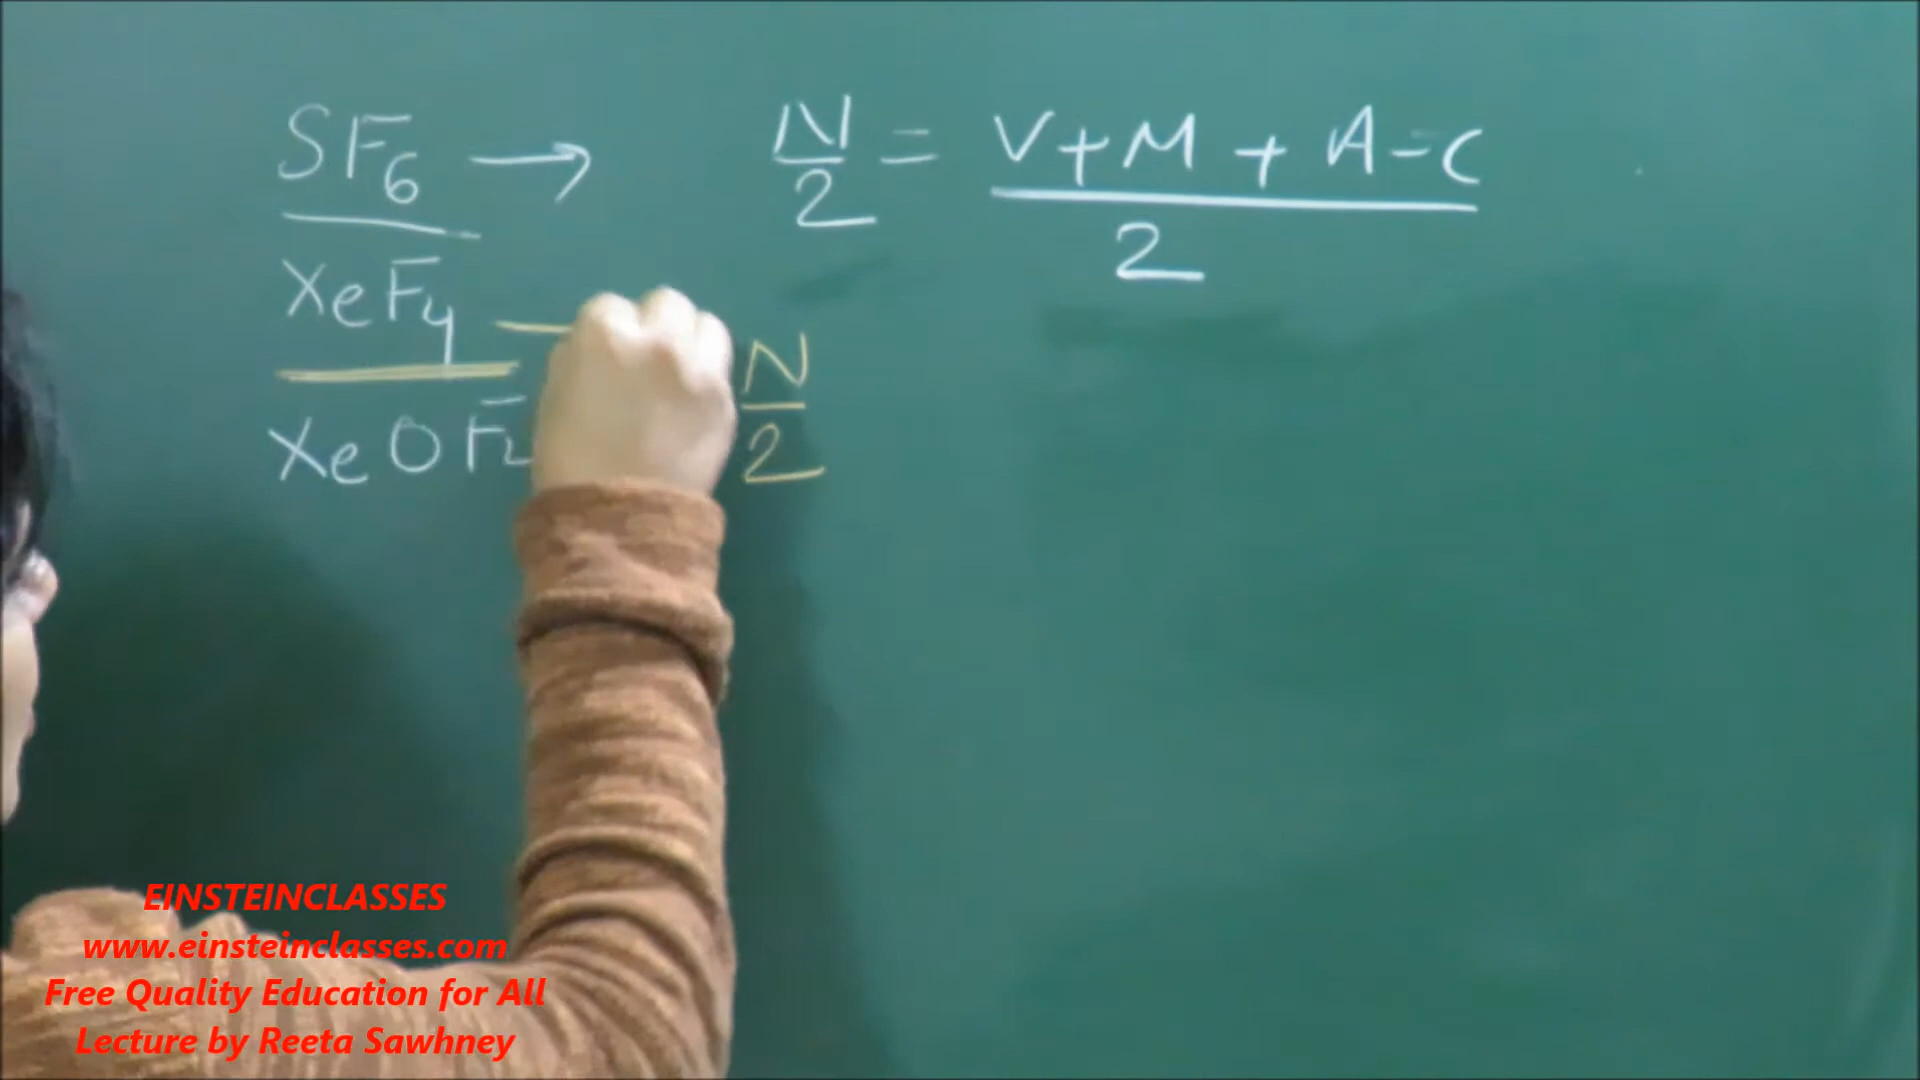 SF6 → N/2 = V+M+A-C/2
XeF4 — N/2
XeOF2
EINSTEINCLASSES
www.einsteinclasses.com
Free Quality Education for All
Lecture by Reeta Sawhney